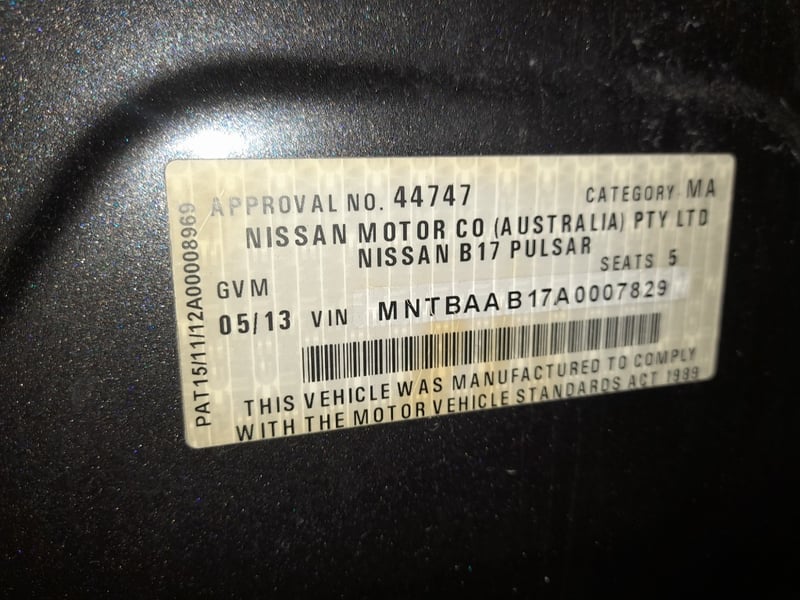 APPROVAL NO. 44747 CATEGORY MA
NISSAN MOTOR CO (AUSTRALIA) PTY LTD
NISSAN B17 PULSAR
SEATS 5
GVM
05/13 VIN MNTBAAB17A0007829
THIS VEHICLE WAS MANUFACTURED TO COMPLY
WITH THE MOTOR VEHICLE STANDARDS ACT 1989
PAT15/11/12A00008969